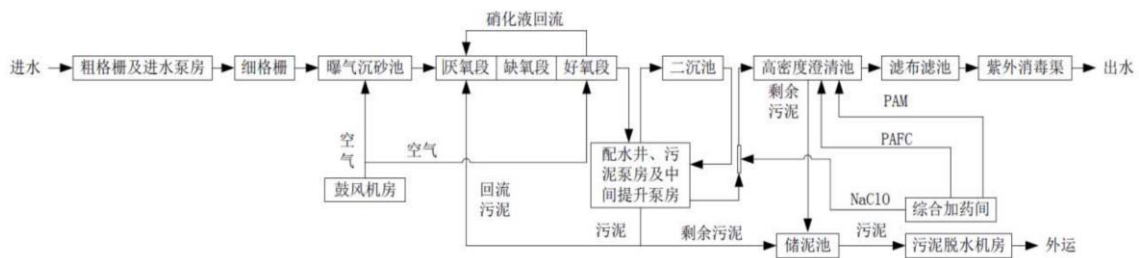 硝化液回流
进水
粗格栅及进水泵房
细格栅
曝气沉砂池
厌氧段
缺氧段
好氧段
二沉池
高密度澄清池
滤布滤池
紫外消毒渠
出水
剩余
污泥
PAM
PAFC
空
气
空气
配水井、污
泥泵房及中
间提升泵房
鼓风机房
回流
污泥
NaClO
综合加药间
污泥
剩余污泥
储泥池
污泥
污泥脱水机房
外运